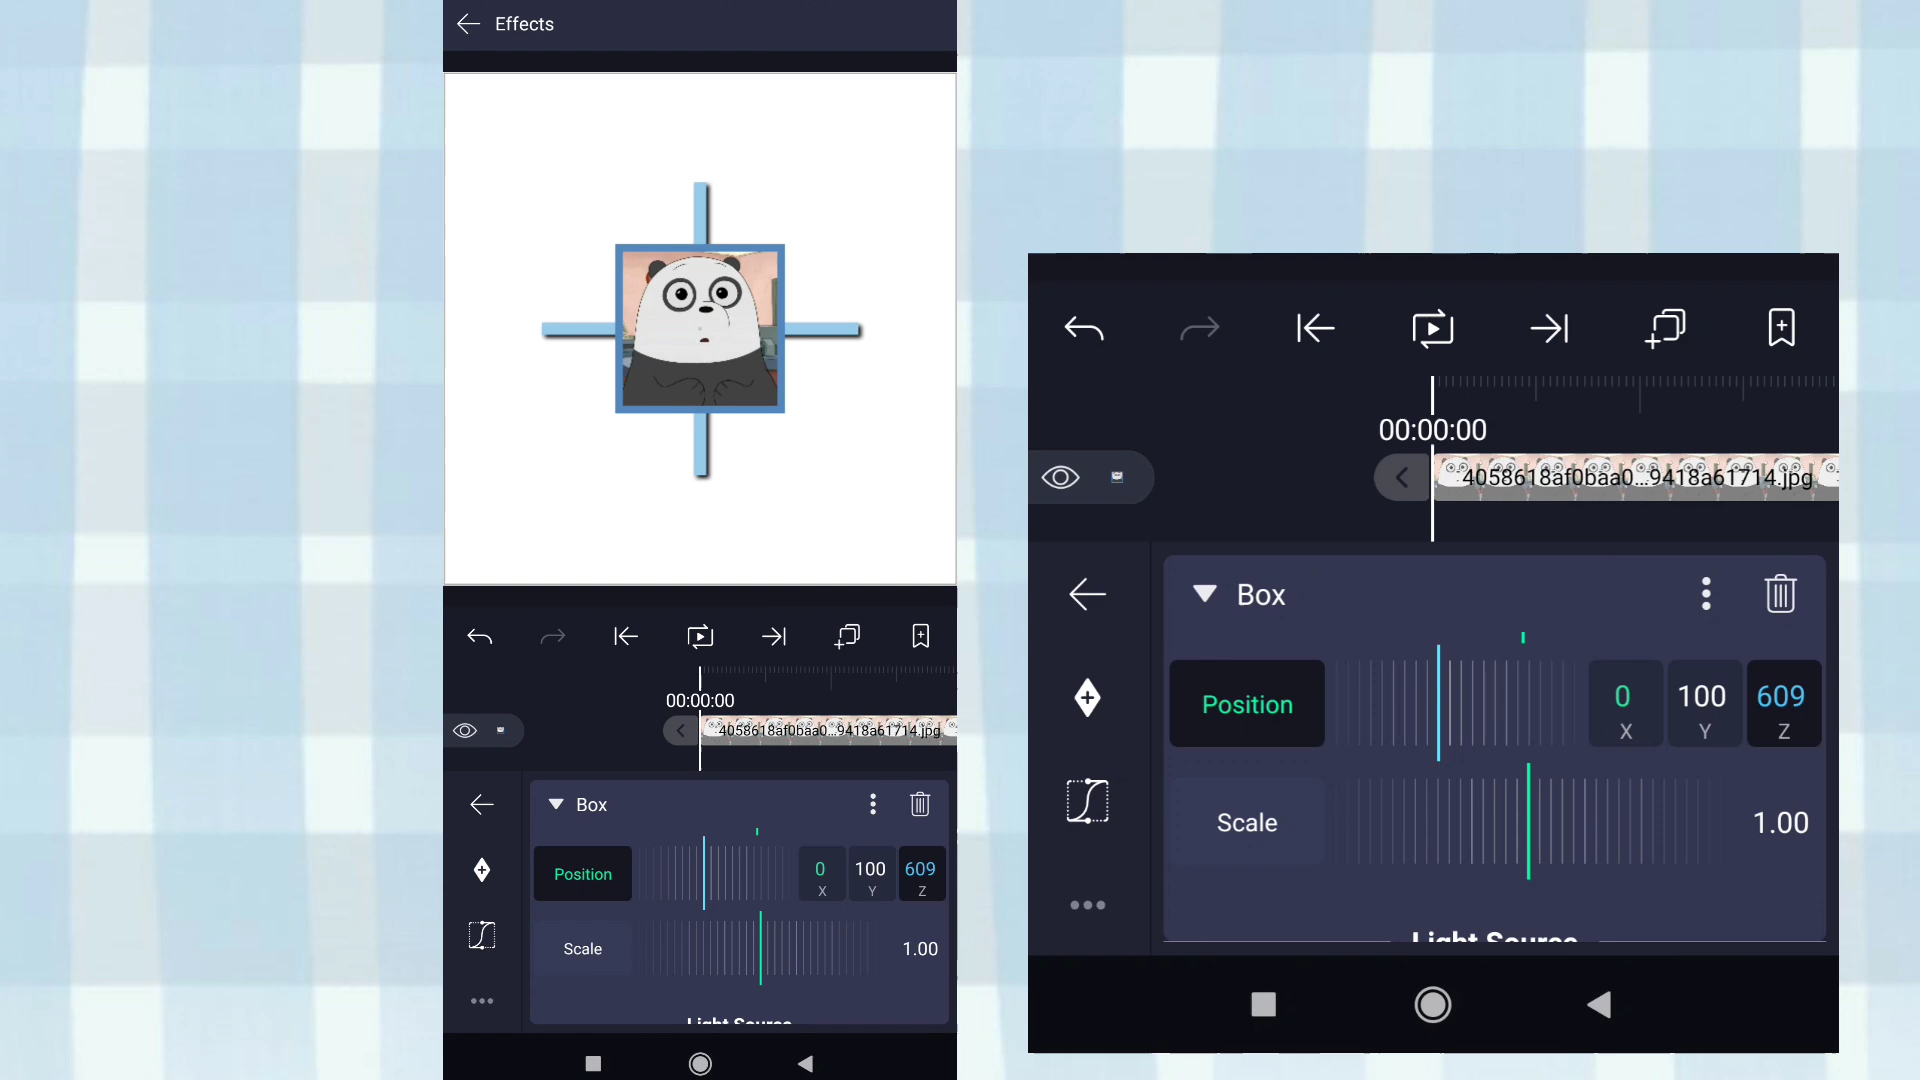 Effects
00:00:00
4058618af0baa0...9418a61714.jpg
Box
Position
0
X
100
Y
609
Z
Scale
1.00
Light Source
00:00:00
4058618af0baa0...9418a61714.jpg
Box
Position
0
X
100
Y
609
Z
Scale
1.00
Light Source